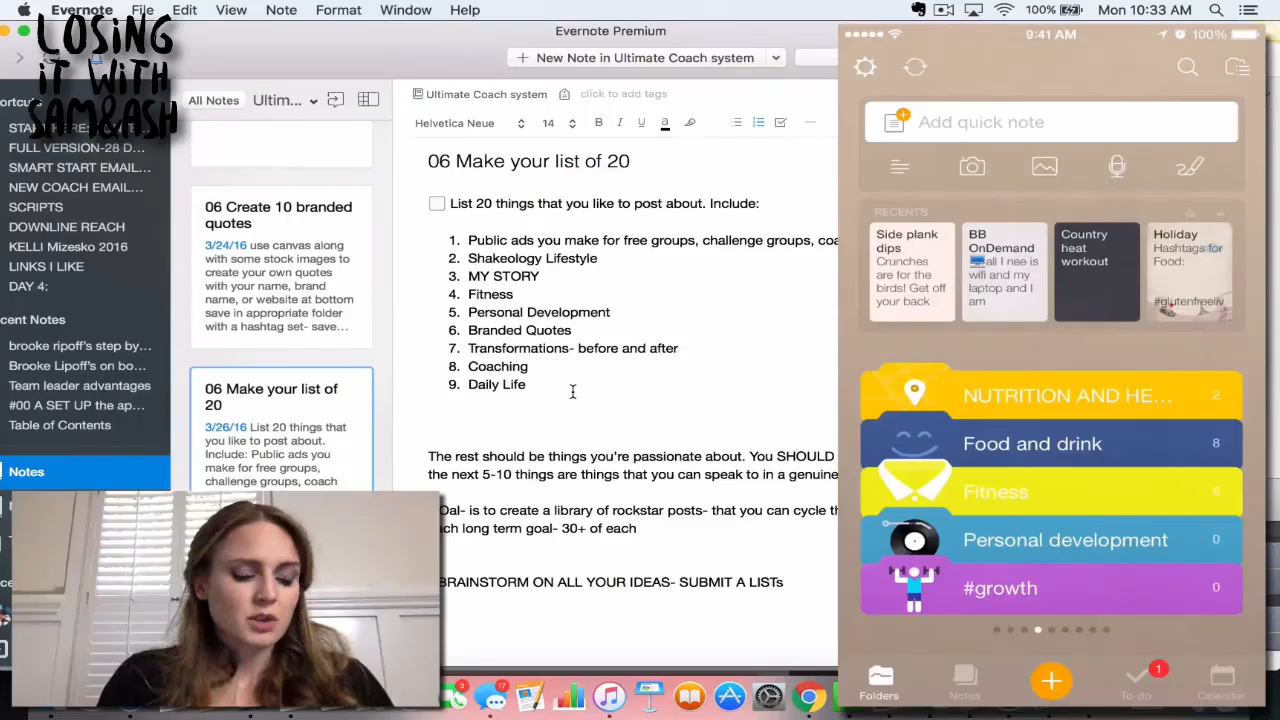 Evernote File Edit View Note Format Window Help
100% Mon 10:33 AM
LOSING
iT WiTH
SAM&ASH
Evernote Premium
New Note in Ultimate Coach system
All Notes Ultim...
Ultimate Coach system click to add tags
Helvetica Neue 14 B I U a
FULL VERSION-28 D...
SMART START EMAIL...
NEW COACH EMAIL...
SCRIPTS
DOWNLINE REACH
KELLI Mizesko 2016
LINKS I LIKE
DAY 4:
cent Notes
brooke ripoff's step by...
Brooke Lipoff's on bo...
Team leader advantages
#00 A SET UP the ap...
Table of Contents
Notes
06 Create 10 branded
quotes
3/24/16 use canvas along
with some stock images to
create your own quotes
with your name, brand
name, or website at bottom
save in appropriate folder
with a hashtag set- save...
06 Make your list of
20
3/26/16 List 20 things that
you like to post about.
Include: Public ads you
make for free groups,
challenge groups, coach
06 Make your list of 20
List 20 things that you like to post about. Include:
1. Public ads you make for free groups, challenge groups, coa
2. Shakeology Lifestyle
3. MY STORY
4. Fitness
5. Personal Development
6. Branded Quotes
7. Transformations- before and after
8. Coaching
9. Daily Life
The rest should be things you're passionate about. You SHOULD
the next 5-10 things are things that you can speak to in a genuine
Oal- is to create a library of rockstar posts- that you can cycle th
ch long term goal- 30+ of each
BRAINSTORM ON ALL YOUR IDEAS- SUBMIT A LISTs
3 17
9:41 AM 100%
Add quick note
RECENTS
Side plank
dips
Crunches
are for the
birds! Get off
your back
BB
OnDemand
all I nee is
wifi and my
laptop and I
am
Country
heat
workout
Holiday
Hashtags for
Food:
#glutenfreeliv
NUTRITION AND HE... 2
Food and drink 8
Fitness 6
Personal development 0
#growth 0
1
Folders Notes To-do Calendar